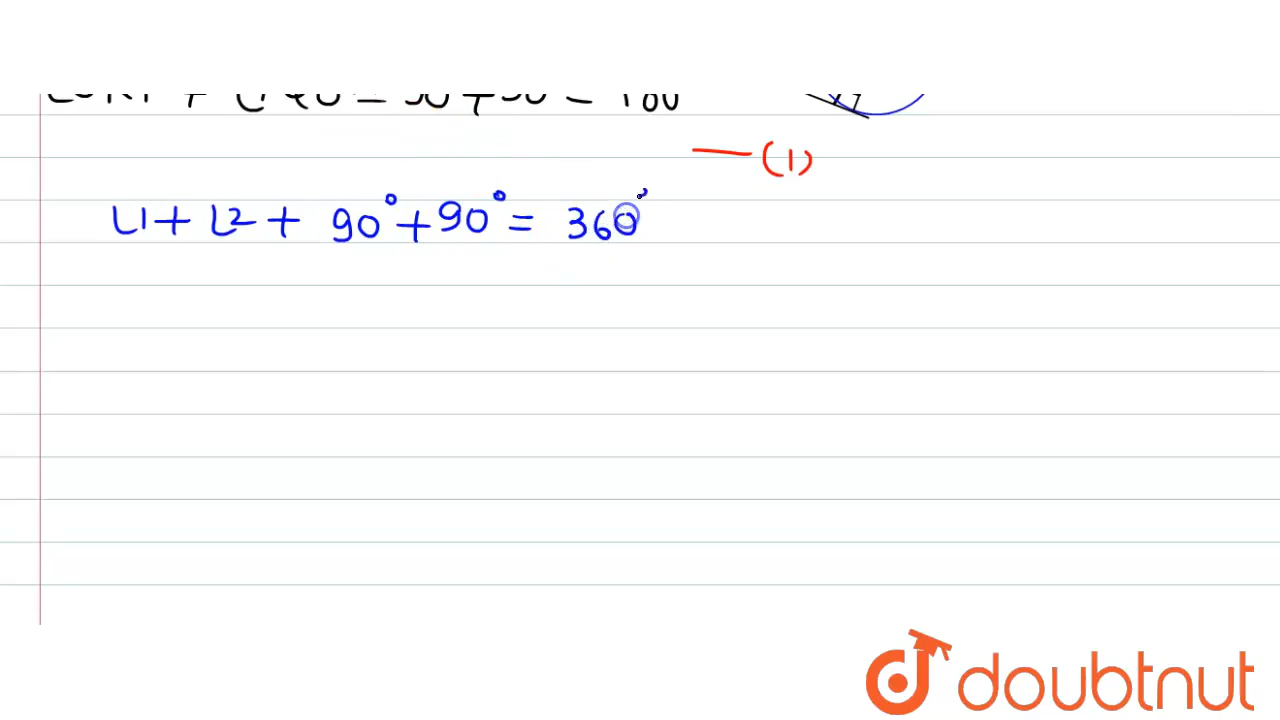 — (1)
∠1 + ∠2 + 90° + 90° = 360°
doubtnut